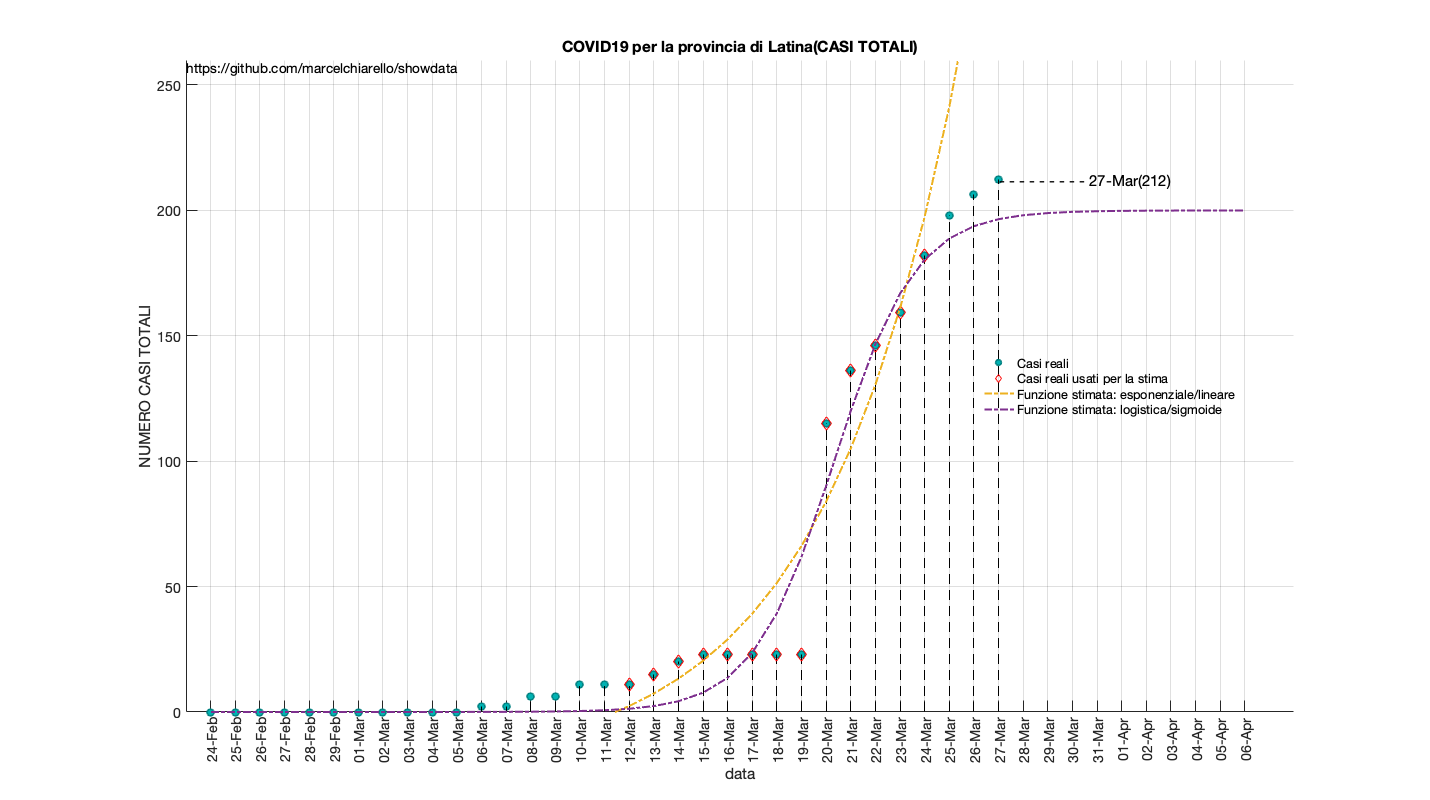 COVID19 per la provincia di Latina(CASI TOTALI)
https://github.com/marcelchiarello/showdata
250
200
150
100
50
0
NUMERO CASI TOTALI
27-Mar(212)
Casi reali
Casi reali usati per la stima
Funzione stimata: esponenziale/lineare
Funzione stimata: logistica/sigmoide
24-Feb
25-Feb
26-Feb
27-Feb
28-Feb
29-Feb
01-Mar
02-Mar
03-Mar
04-Mar
05-Mar
06-Mar
07-Mar
08-Mar
09-Mar
10-Mar
11-Mar
12-Mar
13-Mar
14-Mar
15-Mar
16-Mar
17-Mar
18-Mar
19-Mar
20-Mar
21-Mar
22-Mar
23-Mar
24-Mar
25-Mar
26-Mar
27-Mar
28-Mar
29-Mar
30-Mar
31-Mar
01-Apr
02-Apr
03-Apr
04-Apr
05-Apr
06-Apr
data